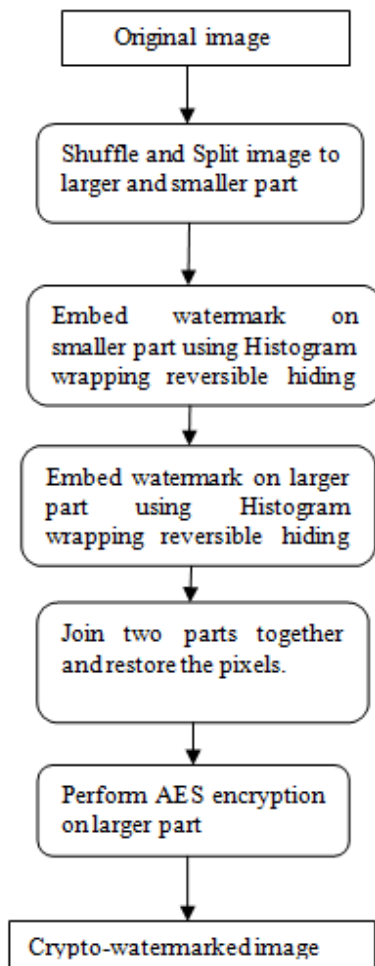 Original image
Shuffle and Split image to
larger and smaller part
Embed watermark on
smaller part using Histogram
wrapping reversible hiding
Embed watermark on larger
part using Histogram
wrapping reversible hiding
Join two parts together
and restore the pixels.
Perform AES encryption
on larger part
Crypto-watermarked image